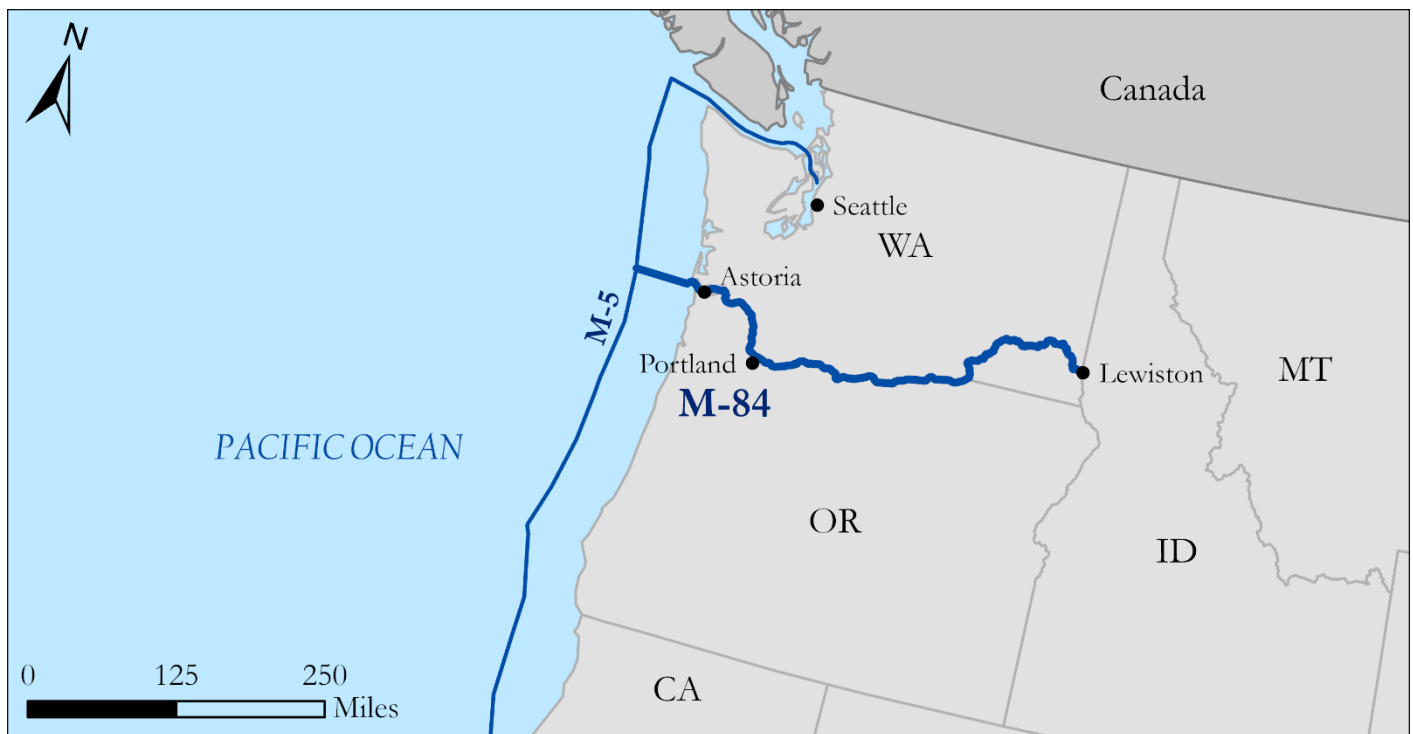 N
Canada
Seattle
WA
Astoria
M-5
Portland
Lewiston
MT
M-84
PACIFIC OCEAN
OR
ID
0 125 250
Miles
CA